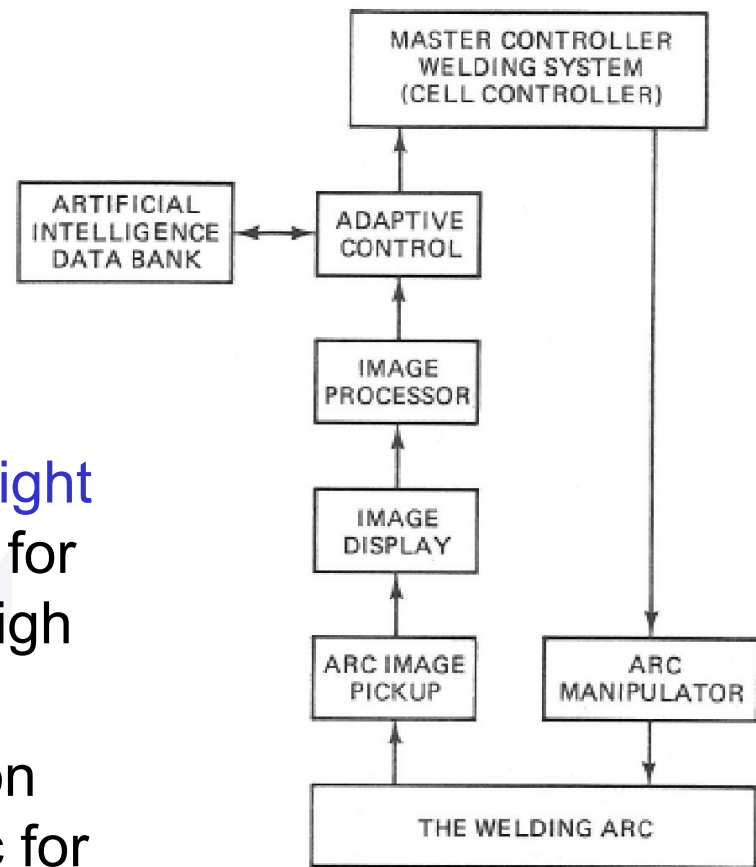 MASTER CONTROLLER
WELDING SYSTEM
(CELL CONTROLLER)
ARTIFICIAL
INTELLIGENCE
DATA BANK
ADAPTIVE
CONTROL
IMAGE
PROCESSOR
IMAGE
DISPLAY
ARC IMAGE
PICKUP
ARC
MANIPULATOR
THE WELDING ARC
ight
for
igh
on
for